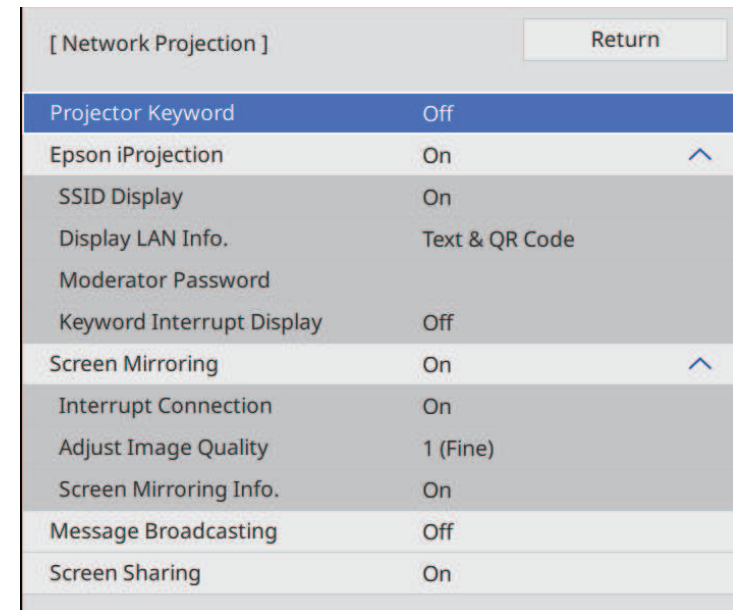 [ Network Projection ] Return
Projector Keyword Off
Epson iProjection On
SSID Display On
Display LAN Info. Text & QR Code
Moderator Password
Keyword Interrupt Display Off
Screen Mirroring On
Interrupt Connection On
Adjust Image Quality 1 (Fine)
Screen Mirroring Info. On
Message Broadcasting Off
Screen Sharing On